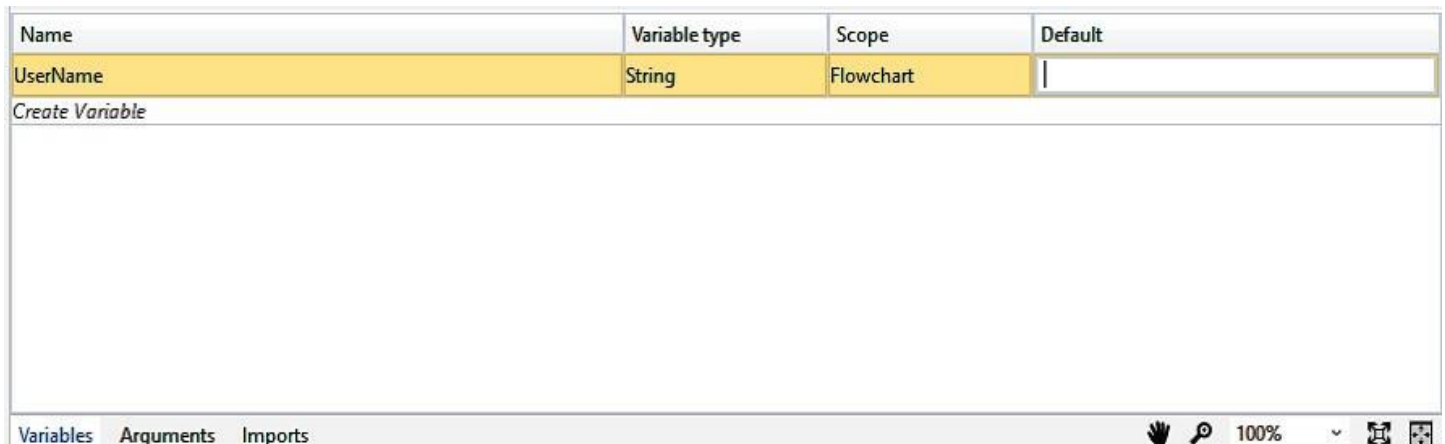 Name Variable type Scope Default
UserName String Flowchart
Create Variable
Variables Arguments Imports 100%